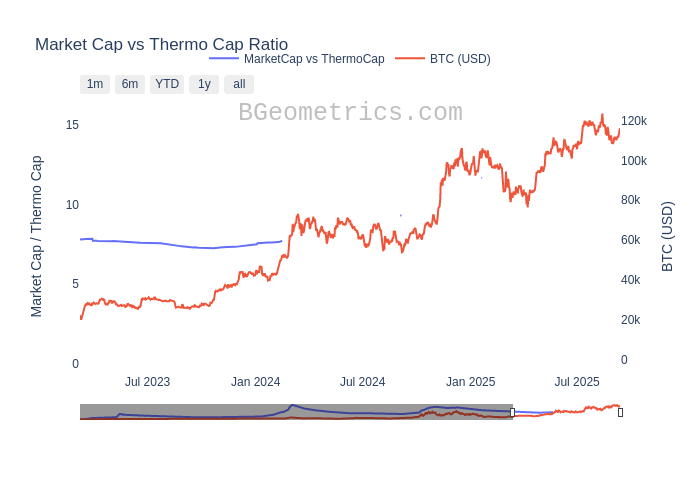 Market Cap vs Thermo Cap Ratio
MarketCap vs ThermoCap
BTC (USD)
1m
6m
YTD
1y
all
BGeometrics.com
15
10
5
0
Market Cap / Thermo Cap
120k
100k
80k
60k
40k
20k
0
BTC (USD)
Jul 2023
Jan 2024
Jul 2024
Jan 2025
Jul 2025